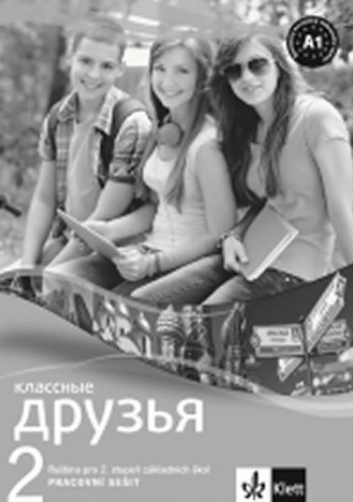 A1
классные
друзья
2
Ruština pro 2. stupeň základních škol
PRACOVNÍ SEŠIT
Klett